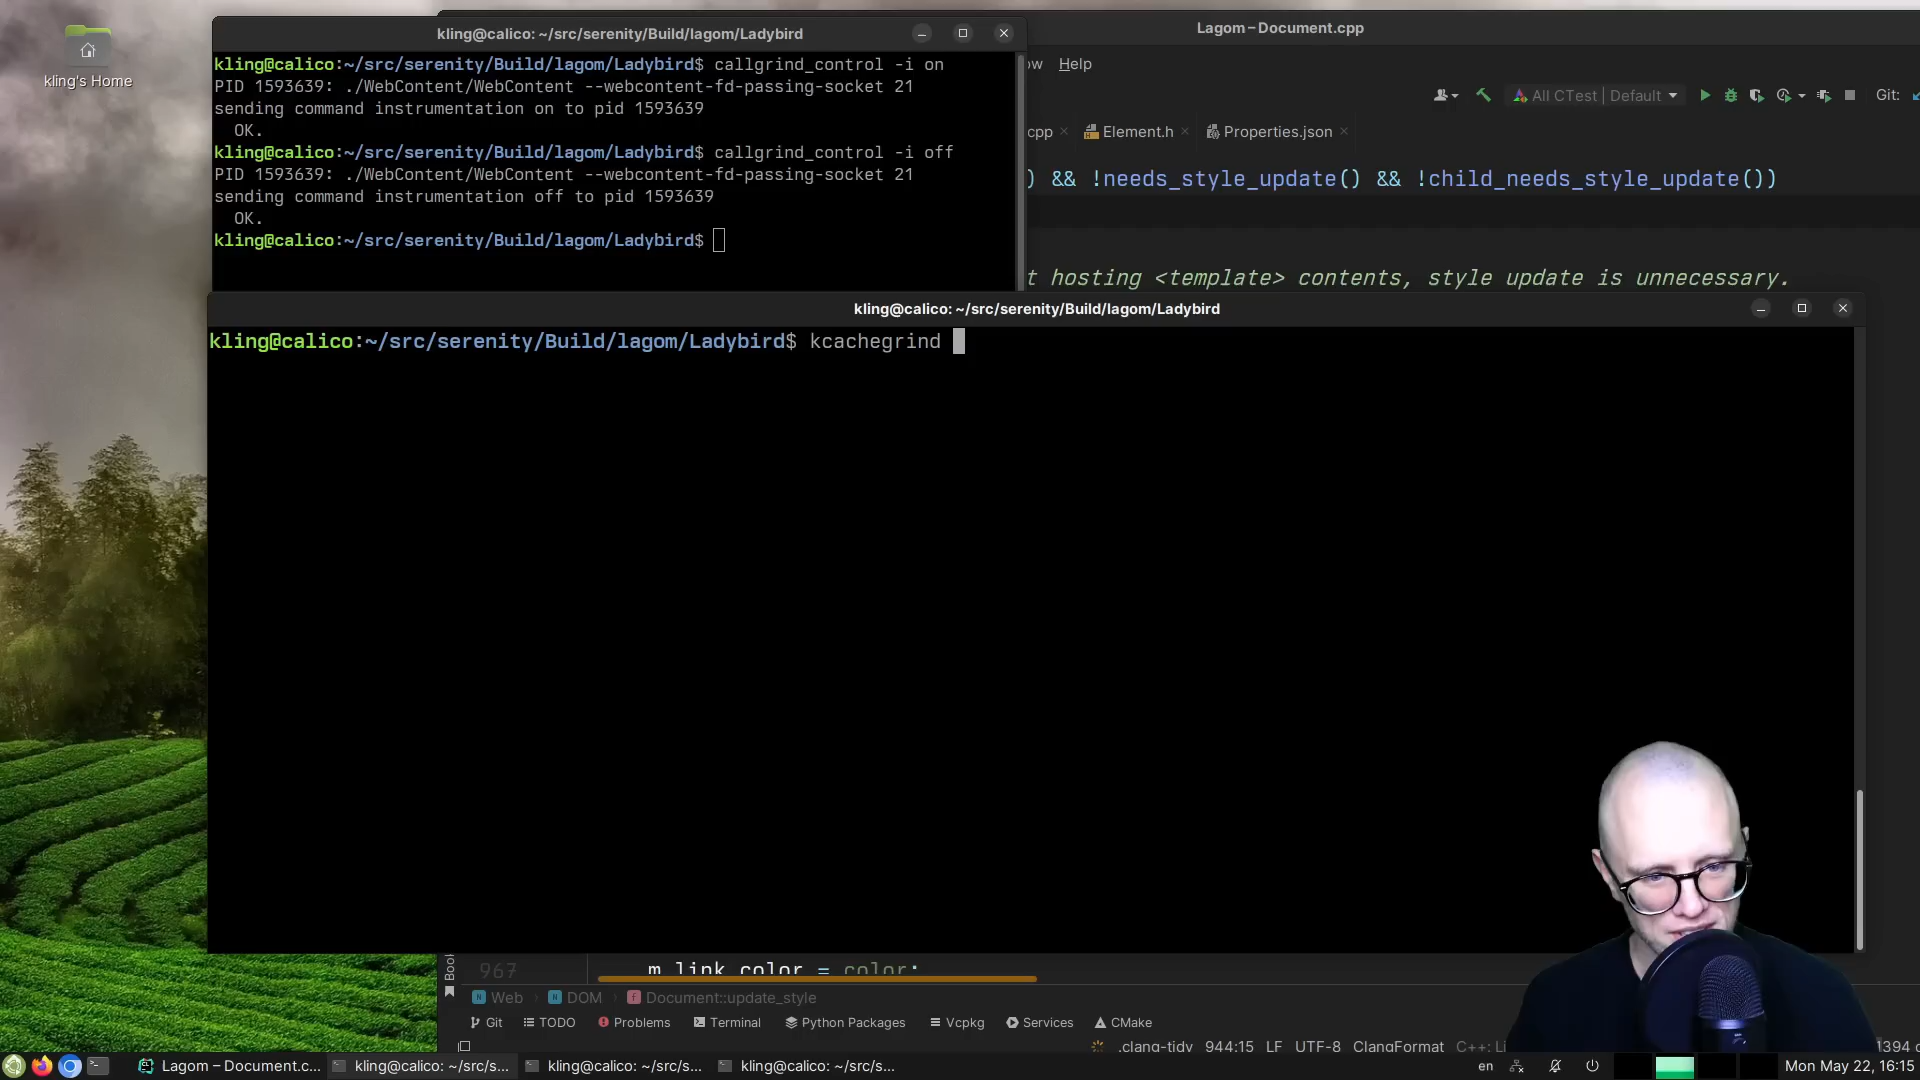 kling's Home
kling@calico: ~/src/serenity/Build/lagom/Ladybird
kling@calico:~/src/serenity/Build/lagom/Ladybird$ callgrind_control -i on
PID 1593639: ./WebContent/WebContent --webcontent-fd-passing-socket 21
sending command instrumentation on to pid 1593639
OK.
kling@calico:~/src/serenity/Build/lagom/Ladybird$ callgrind_control -i off
PID 1593639: ./WebContent/WebContent --webcontent-fd-passing-socket 21
sending command instrumentation off to pid 1593639
OK.
kling@calico:~/src/serenity/Build/lagom/Ladybird$
Lagom – Document.cpp
ow Help
All CTest | Default
Git:
cpp
Element.h
Properties.json
) && !needs_style_update() && !child_needs_style_update())
t hosting <template> contents, style update is unnecessary.
kling@calico: ~/src/serenity/Build/lagom/Ladybird
kling@calico:~/src/serenity/Build/lagom/Ladybird$ kcachegrind
Book
967 m_link_color = color;
Web
DOM
Document::update_style
Git
TODO
Problems
Terminal
Python Packages
Vcpkg
Services
CMake
.clang-tidy 944:15 LF UTF-8 ClangFormat C++: Li
1394 o
Lagom – Document.c...
kling@calico: ~/src/s...
kling@calico: ~/src/s...
kling@calico: ~/src/s...
en
Mon May 22, 16:15